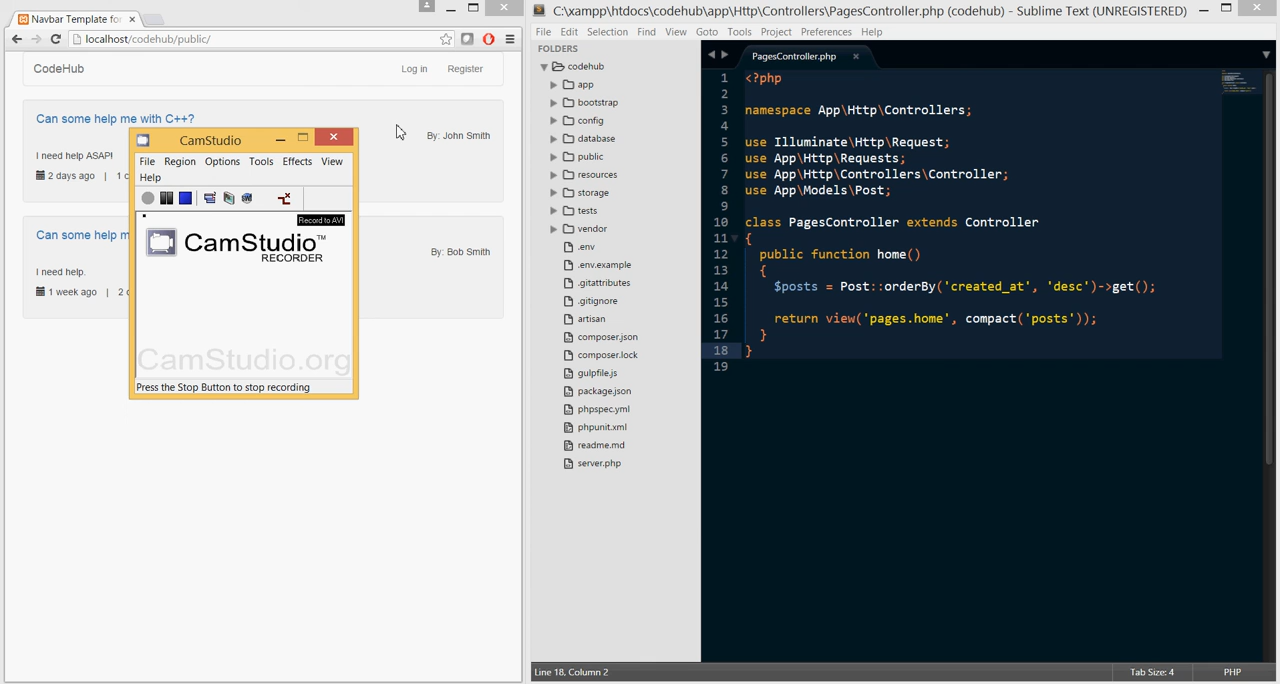 Navbar Template for
localhost/codehub/public/
CodeHub
Log in
Register
Can some help me with C++?
By: John Smith
I need help ASAP!
2 days ago | 1 c
Can some help m
By: Bob Smith
I need help.
1 week ago | 2 c
CamStudio
File Region Options Tools Effects View
Help
Record to AVI
CamStudio™
RECORDER
CamStudio.org
Press the Stop Button to stop recording
C:\xampp\htdocs\codehub\app\Http\Controllers\PagesController.php (codehub) - Sublime Text (UNREGISTERED)
File Edit Selection Find View Goto Tools Project Preferences Help
FOLDERS
codehub
app
bootstrap
config
database
public
resources
storage
tests
vendor
.env
.env.example
.gitattributes
.gitignore
artisan
composer.json
composer.lock
gulpfile.js
package.json
phpspec.yml
phpunit.xml
readme.md
server.php
PagesController.php
1 <?php
2
3 namespace App\Http\Controllers;
4
5 use Illuminate\Http\Request;
6 use App\Http\Requests;
7 use App\Http\Controllers\Controller;
8 use App\Models\Post;
9
10 class PagesController extends Controller
11 {
12 public function home()
13 {
14 $posts = Post::orderBy('created_at', 'desc')->get();
15
16 return view('pages.home', compact('posts'));
17 }
18 }
19
Line 18, Column 2
Tab Size: 4
PHP